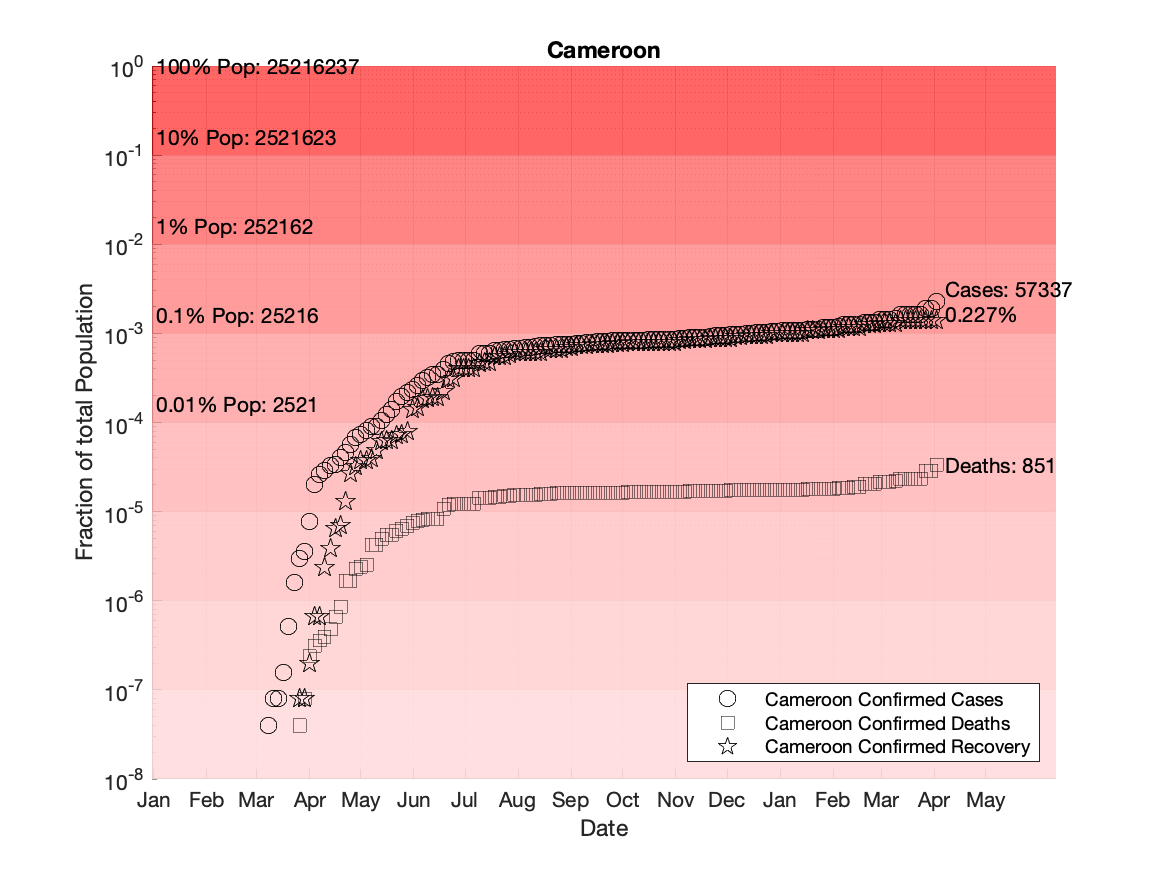 Cameroon
10^0
100% Pop: 25216237
10% Pop: 2521623
10^-1
1% Pop: 252162
10^-2
Cases: 57337
0.1% Pop: 25216
0.227%
10^-3
0.01% Pop: 2521
10^-4
Deaths: 851
10^-5
10^-6
10^-7
10^-8
Fraction of total Population
Cameroon Confirmed Cases
Cameroon Confirmed Deaths
Cameroon Confirmed Recovery
Jan Feb Mar Apr May Jun Jul Aug Sep Oct Nov Dec Jan Feb Mar Apr May
Date